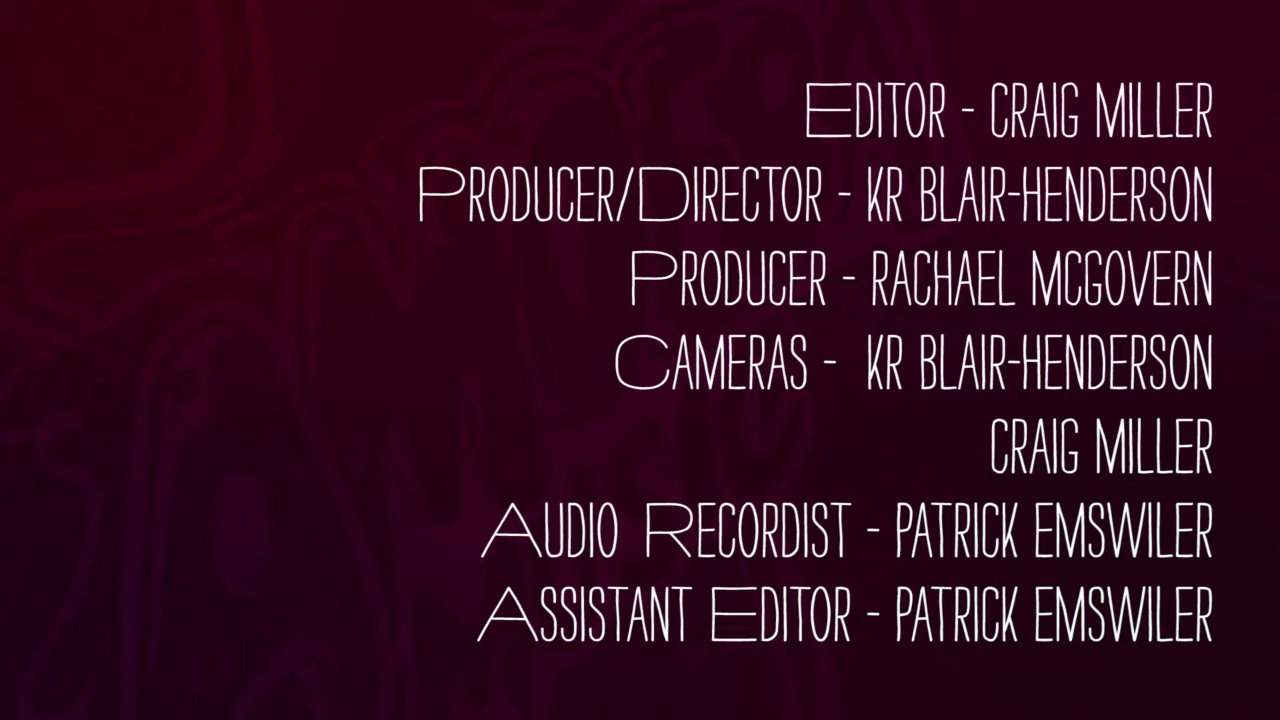 EDITOR - CRAIG MILLER
PRODUCER/DIRECTOR - KR BLAIR-HENDERSON
PRODUCER - RACHAEL MCGOVERN
CAMERAS - KR BLAIR-HENDERSON
CRAIG MILLER
AUDIO RECORDIST - PATRICK EMSWILER
ASSISTANT EDITOR - PATRICK EMSWILER